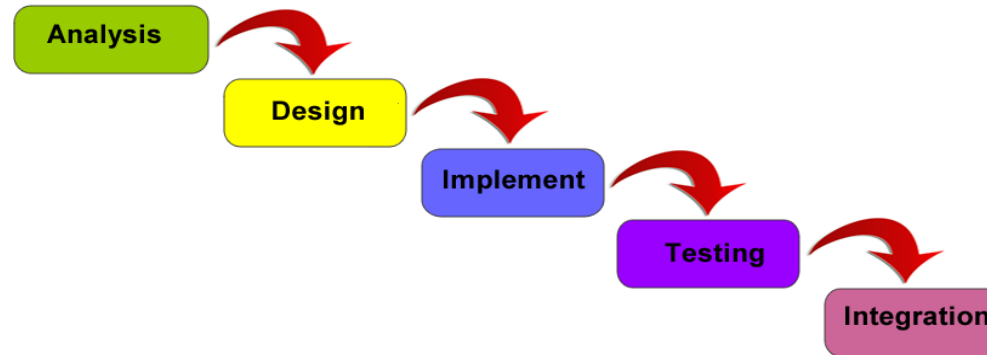 Analysis
Design
Implement
Testing
Integration